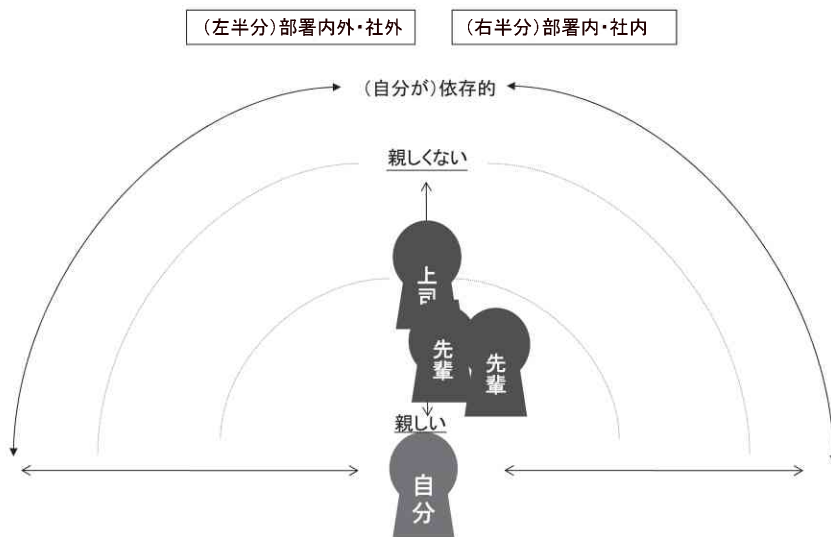 (左半分)部署内外・社外
(右半分)部署内・社内
(自分が)依存的
親しくない
上司
先輩
先輩
親しい
自分